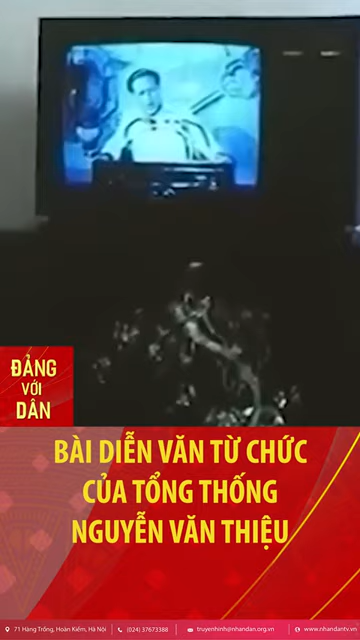 ĐẢNG
VỚI
DÂN
BÀI DIỄN VĂN TỪ CHỨC
CỦA TỔNG THỐNG
NGUYỄN VĂN THIỆU
71 Hàng Trống, Hoàn Kiếm, Hà Nội (024) 37673388 truyenhinh@nhandan.org.vn www.nhandantv.vn